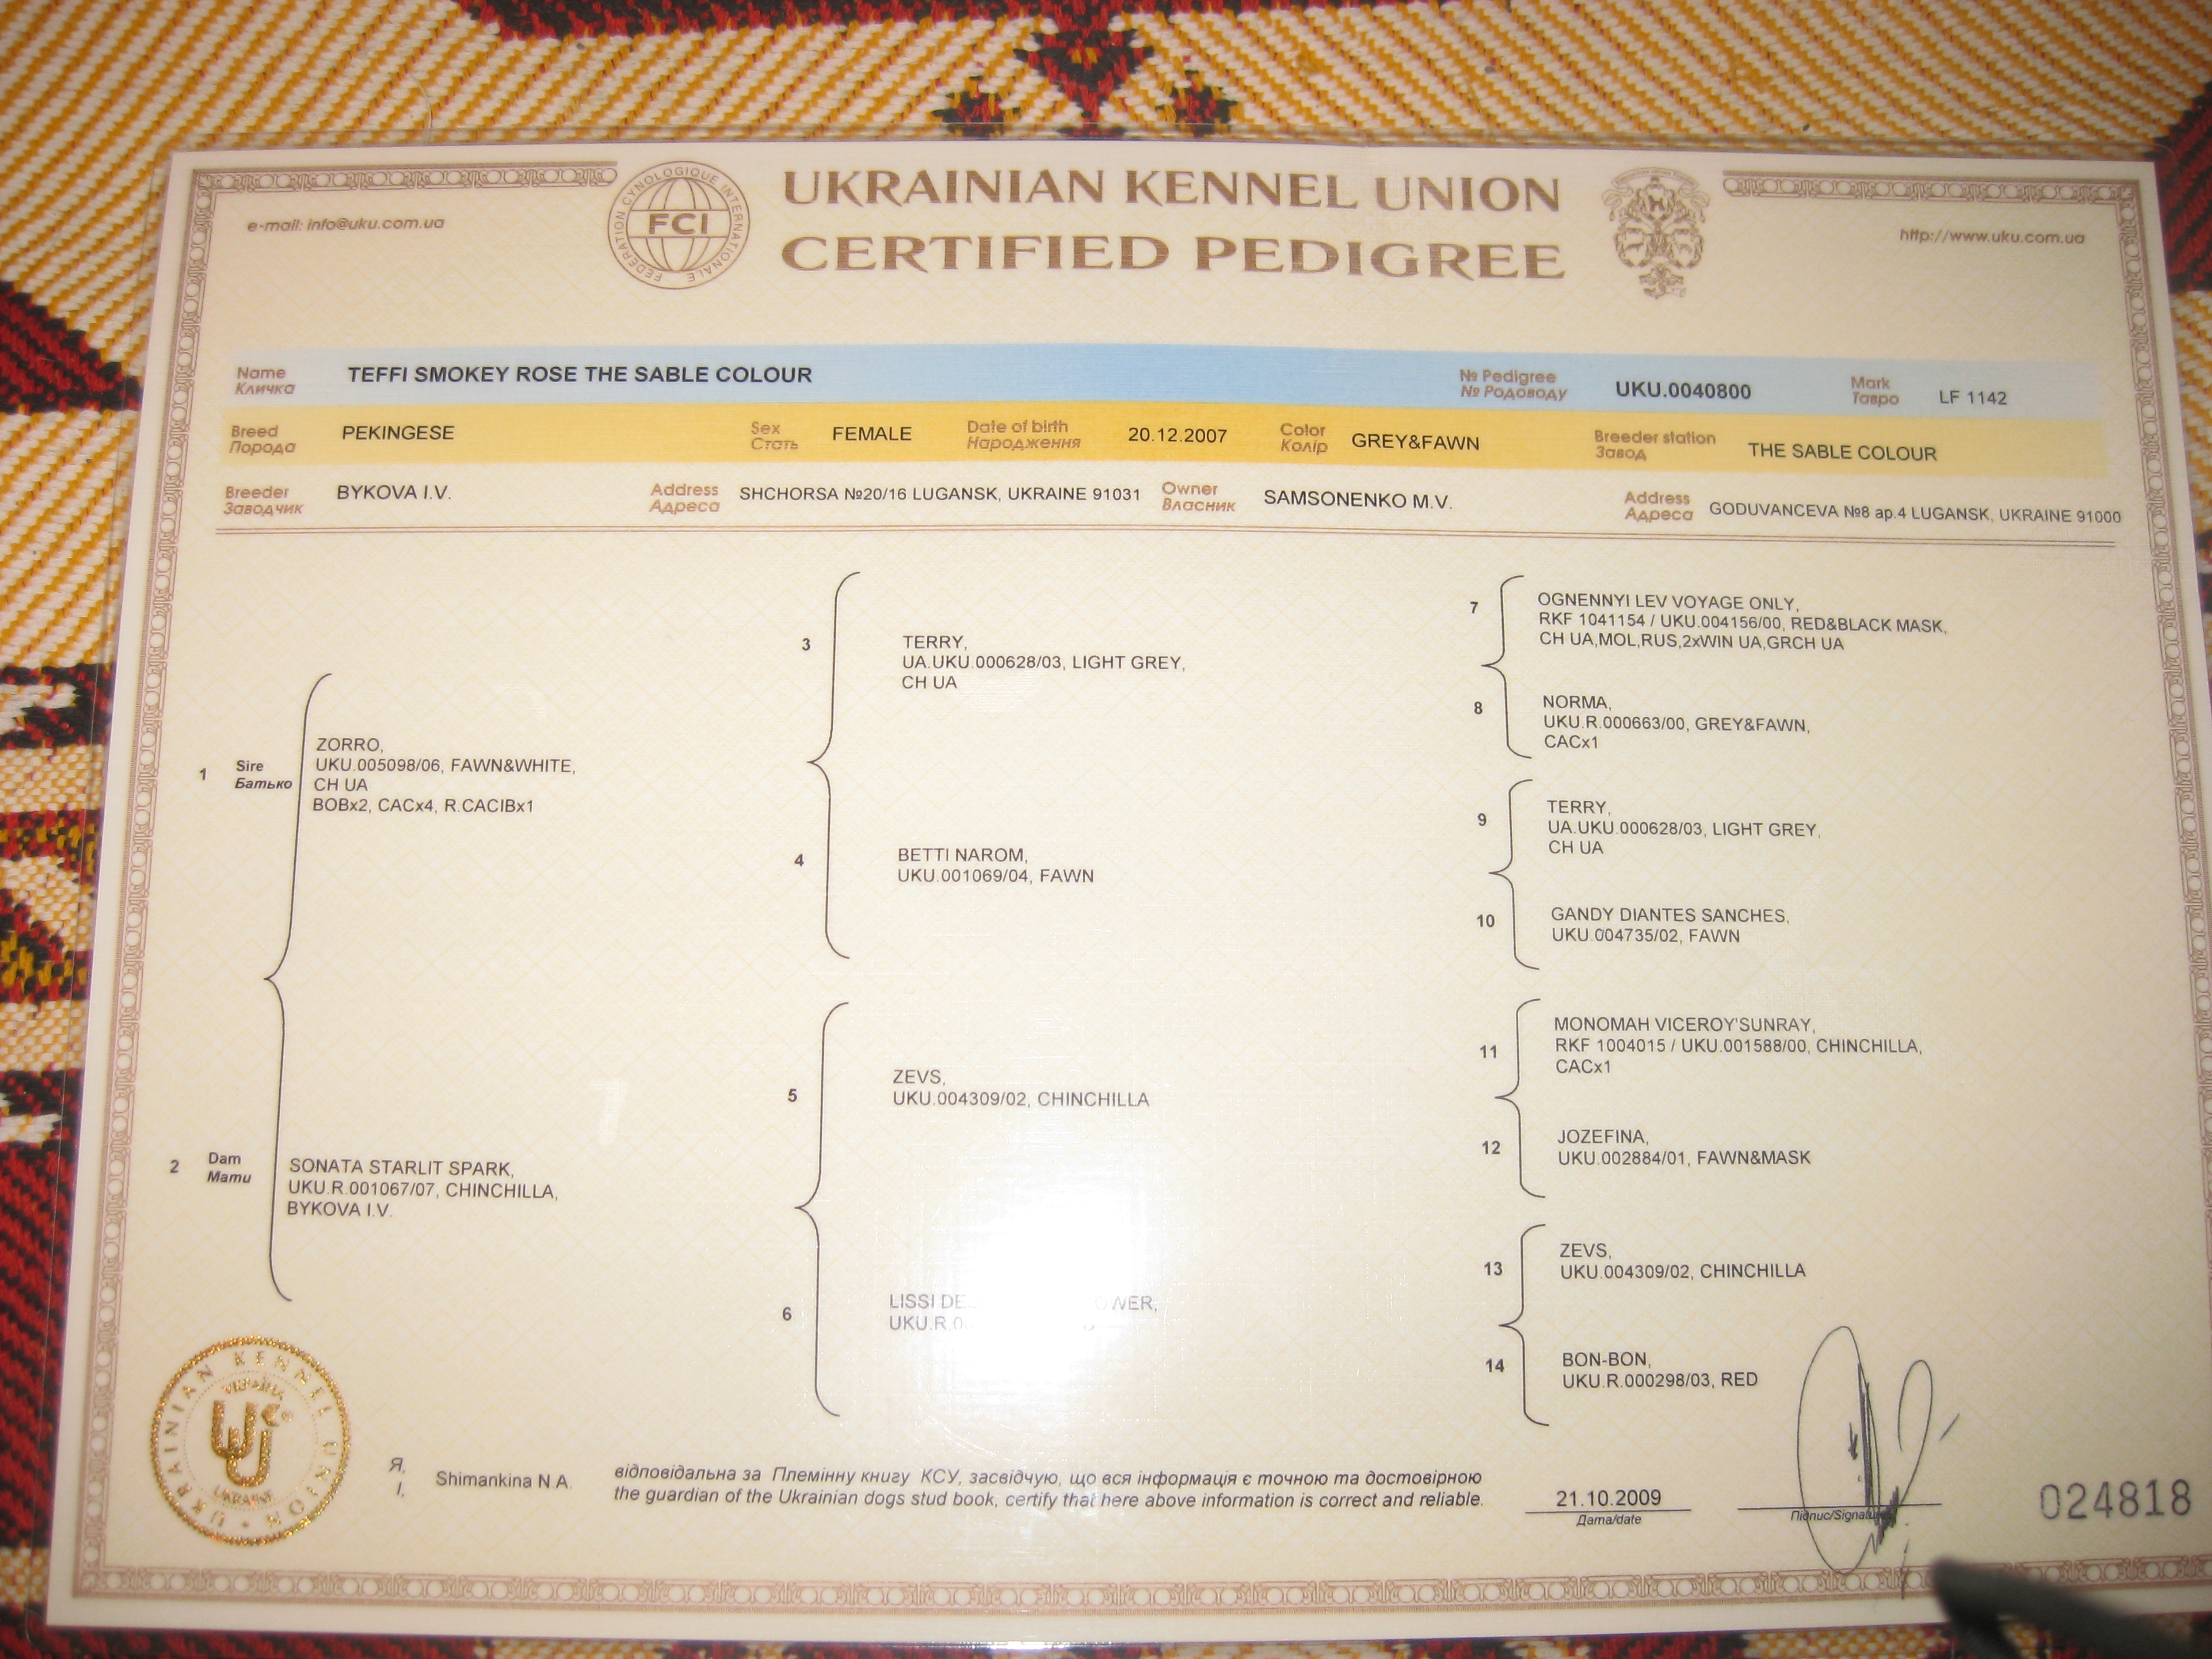 e-mail: info@uku.com.ua
FEDERATION CYNOLOGIQUE INTERNATIONALE
FCI
UKRAINIAN KENNEL UNION
CERTIFIED PEDIGREE
http://www.uku.com.ua
Name
Кличка
TEFFI SMOKEY ROSE THE SABLE COLOUR
№ Pedigree
№ Родоводу
UKU.0040800
Mark
Тавро
LF 1142
Breed
Порода
PEKINGESE
Sex
Стать
FEMALE
Date of birth
Народження
20.12.2007
Color
Колір
GREY&FAWN
Breeder station
Завод
THE SABLE COLOUR
Breeder
Заводчик
BYKOVA I.V.
Address
Адреса
SHCHORSA №20/16 LUGANSK, UKRAINE 91031
Owner
Власник
SAMSONENKO M.V.
Address
Адреса
GODUVANCEVA №8 ap.4 LUGANSK, UKRAINE 91000
1
Sire
Батько
ZORRO,
UKU.005098/06, FAWN&WHITE,
CH UA
BOBx2, CACx4, R.CACIBx1
2
Dam
Мати
SONATA STARLIT SPARK,
UKU.R.001067/07, CHINCHILLA,
BYKOVA I.V.
3
TERRY,
UA.UKU.000628/03, LIGHT GREY,
CH UA
4
BETTI NAROM,
UKU.001069/04, FAWN
5
ZEVS,
UKU.004309/02, CHINCHILLA
6
LISSI
7
OGNENNYI LEV VOYAGE ONLY,
RKF 1041154 / UKU.004156/00, RED&BLACK MASK,
CH UA,MOL,RUS,2xWIN UA,GRCH UA
8
NORMA,
UKU.R.000663/00, GREY&FAWN,
CACx1
9
TERRY,
UA.UKU.000628/03, LIGHT GREY,
CH UA
10
GANDY DIANTES SANCHES,
UKU.004735/02, FAWN
11
MONOMAH VICEROY'SUNRAY,
RKF 1004015 / UKU.001588/00, CHINCHILLA,
CACx1
12
JOZEFINA,
UKU.002884/01, FAWN&MASK
13
ZEVS,
UKU.004309/02, CHINCHILLA
14
BON-BON,
UKU.R.000298/03, RED
UKRAINIAN KENNEL UNION
УКРАЇНА
UKU
UKRAINE
Я,
I,
Shimankina N A.
відповідальна за Племінну книгу КСУ, засвідчую, що вся інформація є точною та достовірною
the guardian of the Ukrainian dogs stud book, certify that here above information is correct and reliable.
21.10.2009
Дата/date
Підпис/Signature
024818